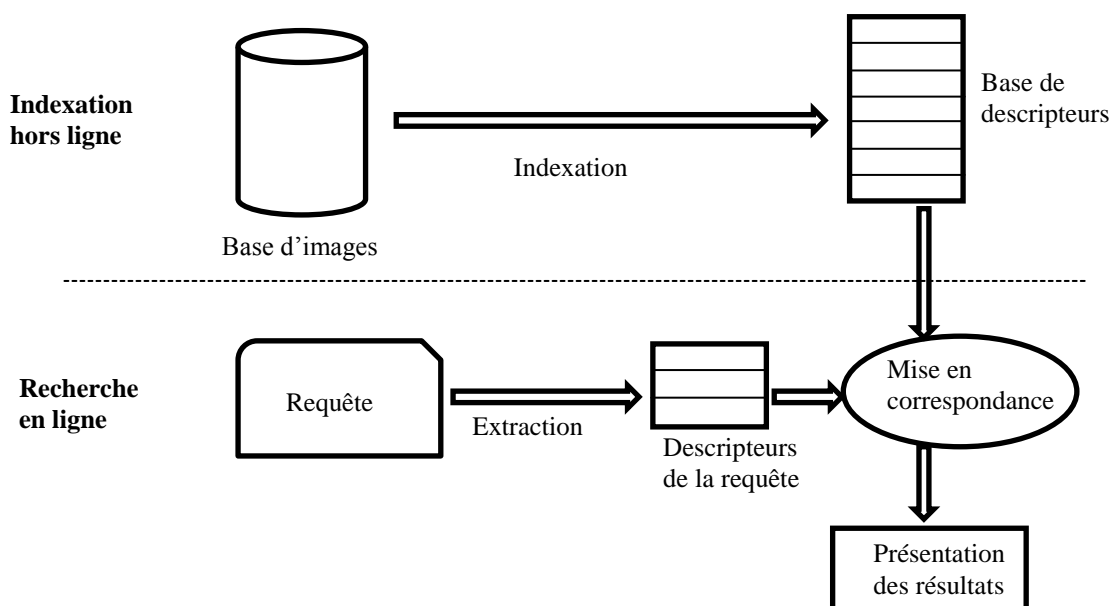 Indexation
hors ligne
Indexation
Base de
descripteurs
Base d’images
Recherche
en ligne
Requête
Extraction
Descripteurs
de la requête
Mise en
correspondance
Présentation
des résultats